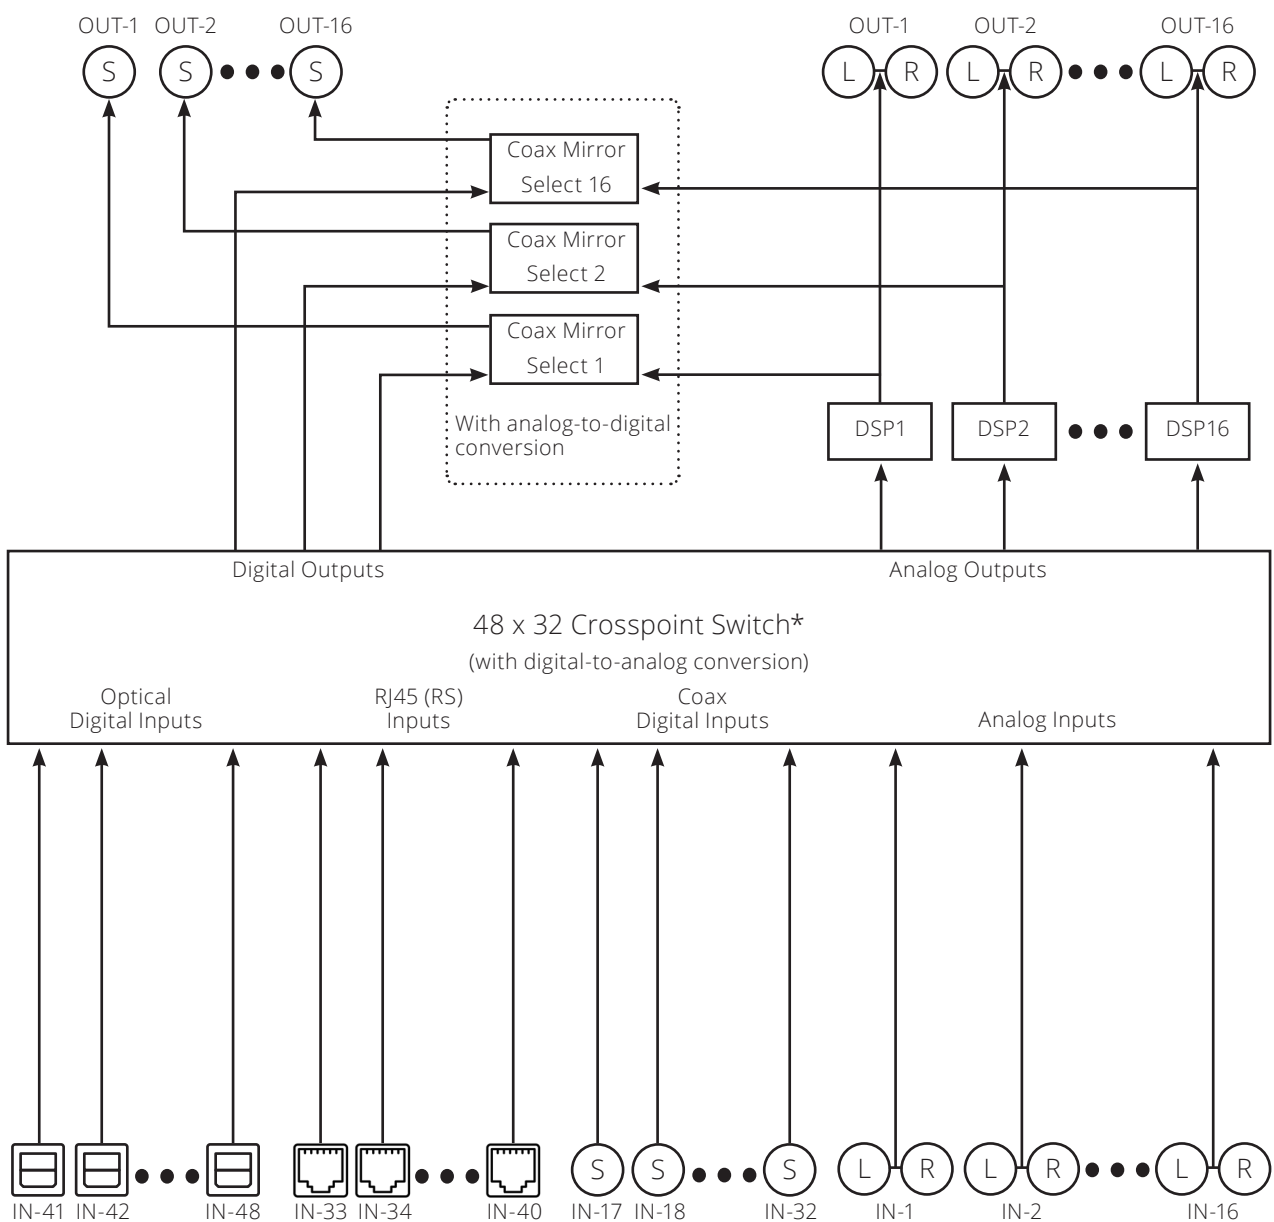 OUT-1 OUT-2 OUT-16 OUT-1 OUT-2 OUT-16
S S S L R L R L R
Coax Mirror
Select 16
Coax Mirror
Select 2
Coax Mirror
Select 1
With analog-to-digital
conversion
DSP1 DSP2 DSP16
Digital Outputs Analog Outputs
48 x 32 Crosspoint Switch*
(with digital-to-analog conversion)
Optical
Digital Inputs
RJ45 (RS)
Inputs
Coax
Digital Inputs
Analog Inputs
S S S L R L R L R
IN-41 IN-42 IN-48 IN-33 IN-34 IN-40 IN-17 IN-18 IN-32 IN-1 IN-2 IN-16